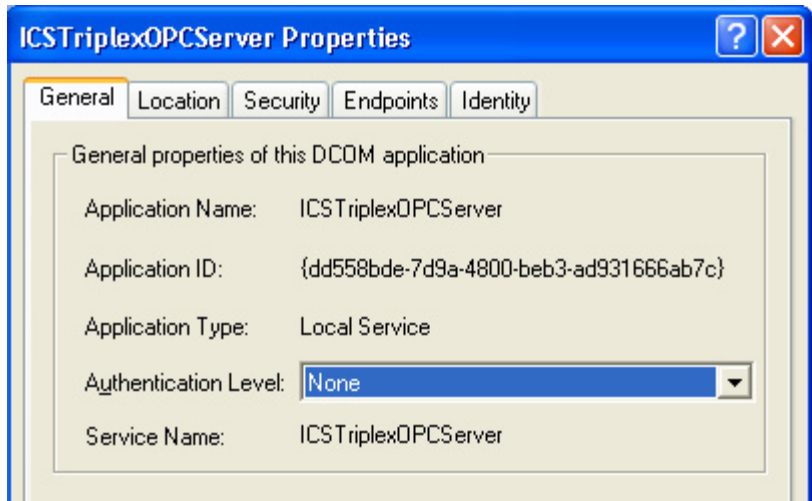 ICSTriplexOPCServer Properties
General Location Security Endpoints Identity
General properties of this DCOM application
Application Name: ICSTriplexOPCServer
Application ID: {dd558bde-7d9a-4800-beb3-ad931666ab7c}
Application Type: Local Service
Authentication Level: None
Service Name: ICSTriplexOPCServer